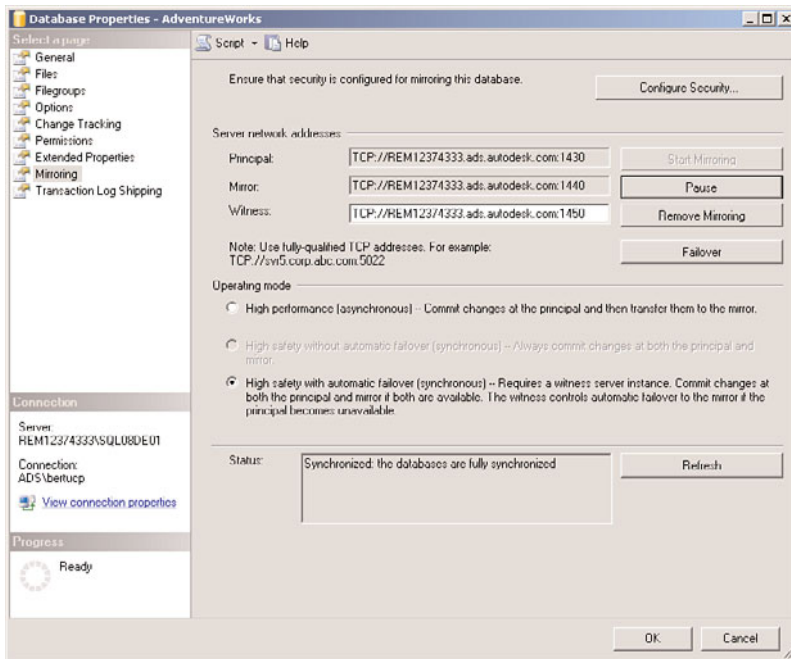 Database Properties - AdventureWorks
Select a page
General
Files
Filegroups
Options
Change Tracking
Permissions
Extended Properties
Mirroring
Transaction Log Shipping
Connection
Server:
REM12374333\SQL08DE01
Connection:
ADS\bertucp
View connection properties
Progress
Ready
Script
Help
Ensure that security is configured for mirroring this database.
Configure Security...
Server network addresses
Principal:
TCP://REM12374333.ads.autodesk.com:1430
Start Mirroring
Mirror:
TCP://REM12374333.ads.autodesk.com:1440
Pause
Witness:
TCP://REM12374333.ads.autodesk.com:1450
Remove Mirroring
Note: Use fully-qualified TCP addresses. For example:
TCP://svr5.corp.abc.com:5022
Failover
Operating mode
High performance (asynchronous) -- Commit changes at the principal and then transfer them to the mirror.
High safety without automatic failover (synchronous) -- Always commit changes at both the principal and
mirror.
High safety with automatic failover (synchronous) -- Requires a witness server instance. Commit changes at
both the principal and mirror if both are available. The witness controls automatic failover to the mirror if the
principal becomes unavailable.
Status:
Synchronized: the databases are fully synchronized
Refresh
OK
Cancel